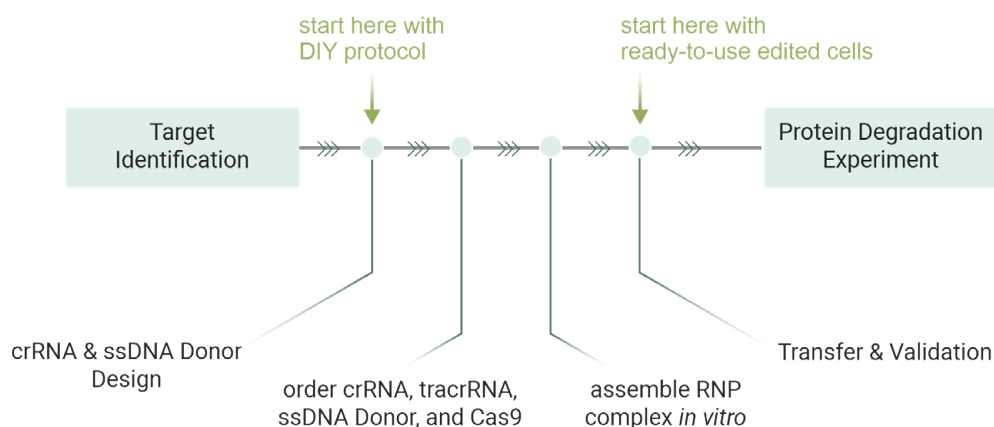 start here with
DIY protocol
start here with
ready-to-use edited cells
Target
Identification
Protein Degradation
Experiment
crRNA & ssDNA Donor
Design
order crRNA, tracrRNA,
ssDNA Donor, and Cas9
assemble RNP
complex in vitro
Transfer & Validation